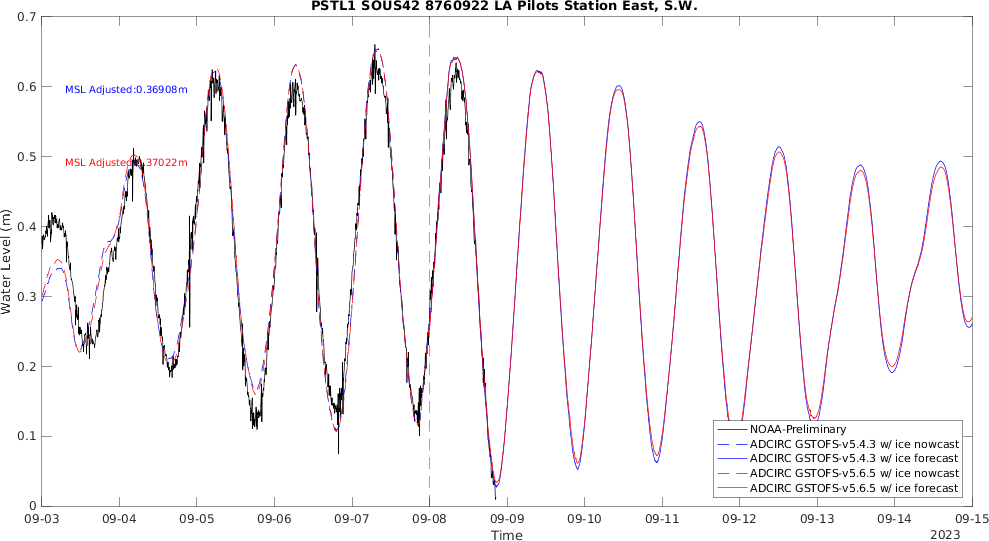 PSTL1 SOUS42 8760922 LA Pilots Station East, S.W.
0.7
0.6
0.5
0.4
0.3
0.2
0.1
0
Water Level (m)
MSL Adjusted:0.36908m
MSL Adjusted:0.37022m
NOAA-Preliminary
ADCIRC GSTOFS-v5.4.3 w/ ice nowcast
ADCIRC GSTOFS-v5.4.3 w/ ice forecast
ADCIRC GSTOFS-v5.6.5 w/ ice nowcast
ADCIRC GSTOFS-v5.6.5 w/ ice forecast
09-03 09-04 09-05 09-06 09-07 09-08 09-09 09-10 09-11 09-12 09-13 09-14 09-15
Time
2023